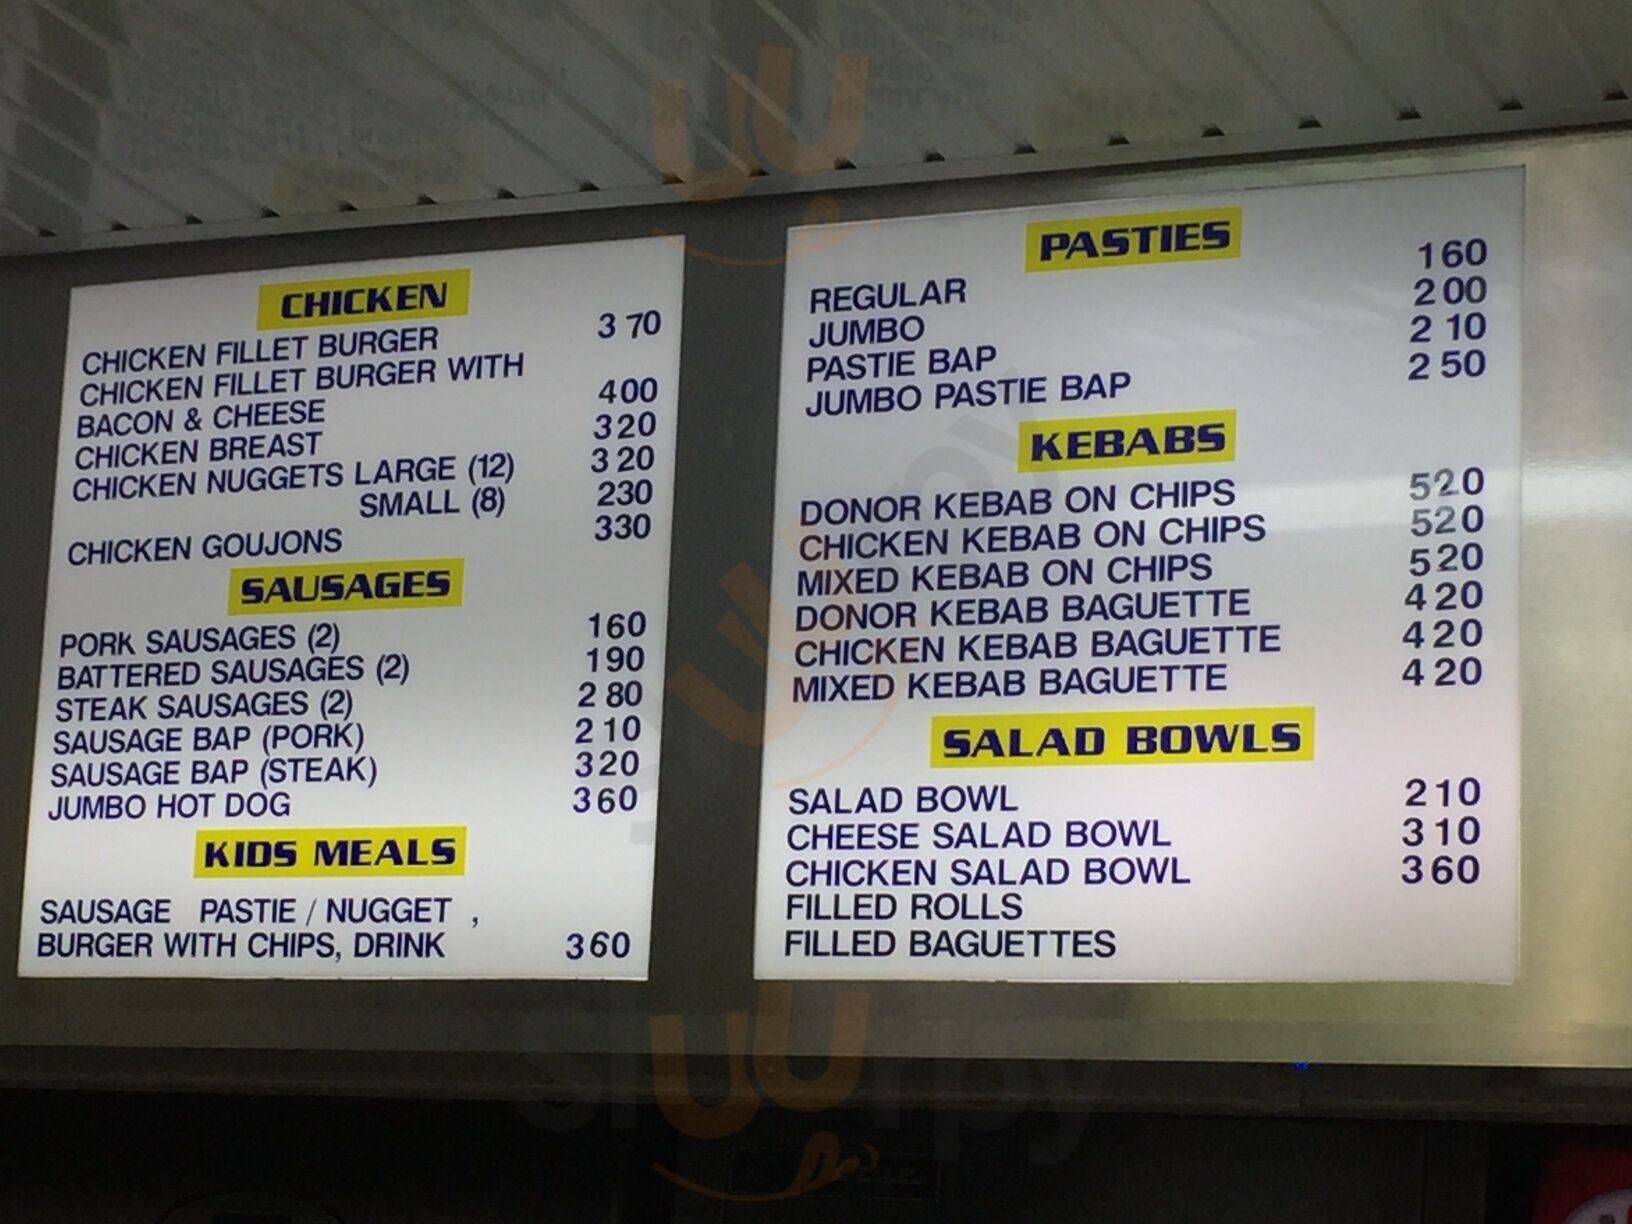 CHICKEN
CHICKEN FILLET BURGER 3 70
CHICKEN FILLET BURGER WITH
BACON & CHEESE 400
CHICKEN BREAST 320
CHICKEN NUGGETS LARGE (12) 320
SMALL (8) 230
CHICKEN GOUJONS 330
SAUSAGES
PORK SAUSAGES (2) 160
BATTERED SAUSAGES (2) 190
STEAK SAUSAGES (2) 2 80
SAUSAGE BAP (PORK) 2 10
SAUSAGE BAP (STEAK) 320
JUMBO HOT DOG 360
KIDS MEALS
SAUSAGE PASTIE / NUGGET ,
BURGER WITH CHIPS, DRINK 360
PASTIES
REGULAR 160
JUMBO 200
PASTIE BAP 2 10
JUMBO PASTIE BAP 2 50
KEBABS
DONOR KEBAB ON CHIPS 520
CHICKEN KEBAB ON CHIPS 520
MIXED KEBAB ON CHIPS 520
DONOR KEBAB BAGUETTE 420
CHICKEN KEBAB BAGUETTE 420
MIXED KEBAB BAGUETTE 420
SALAD BOWLS
SALAD BOWL 210
CHEESE SALAD BOWL 310
CHICKEN SALAD BOWL 360
FILLED ROLLS
FILLED BAGUETTES
sluurpy